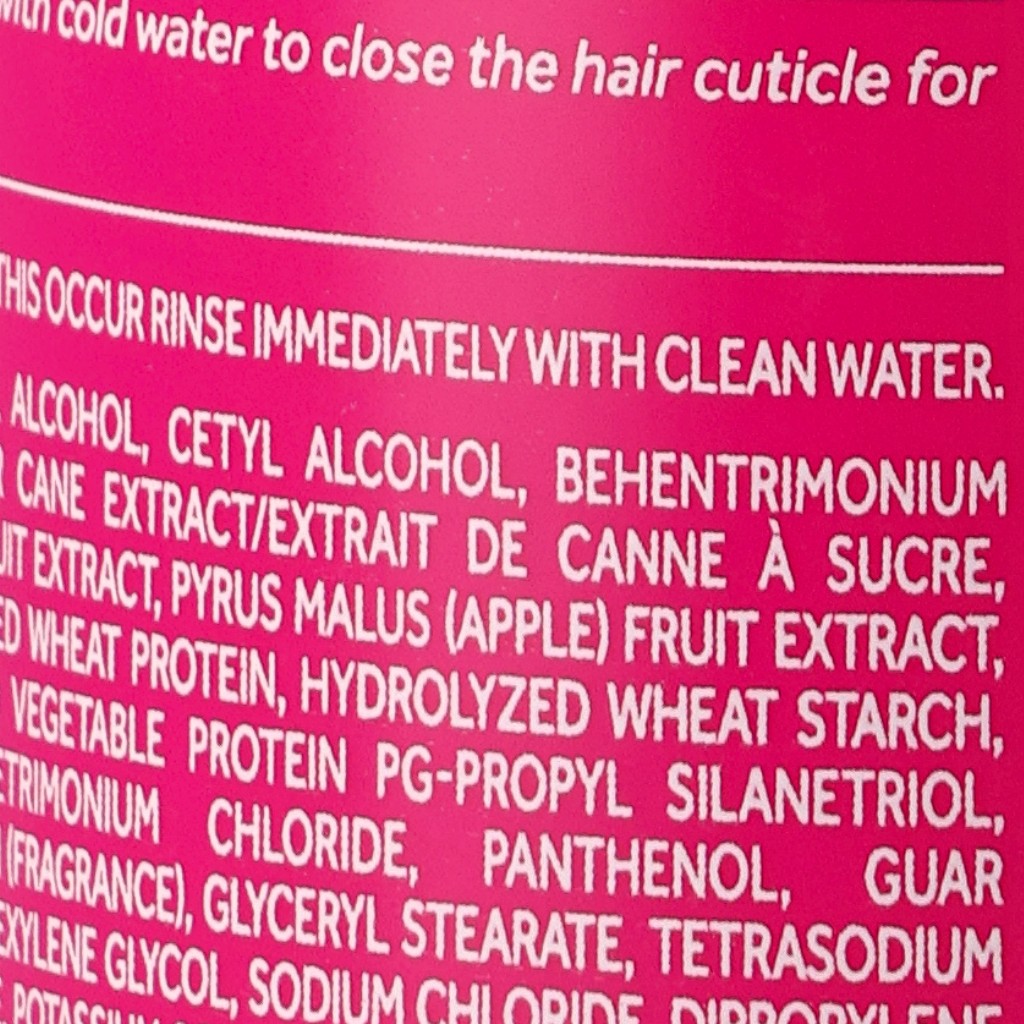 with cold water to close the hair cuticle for
THIS OCCUR RINSE IMMEDIATELY WITH CLEAN WATER.
ALCOHOL, CETYL ALCOHOL, BEHENTRIMONIUM
CANE EXTRACT/EXTRAIT DE CANNE À SUCRE,
EXTRACT, PYRUS MALUS (APPLE) FRUIT EXTRACT,
WHEAT PROTEIN, HYDROLYZED WHEAT STARCH,
VEGETABLE PROTEIN PG-PROPYL SILANETRIOL,
CHLORIDE, PANTHENOL, GUAR
(FRAGRANCE), GLYCERYL STEARATE, TETRASODIUM
GLYCOL, SODIUM CHLORIDE, DIPROPYLENE
POTASSIUM